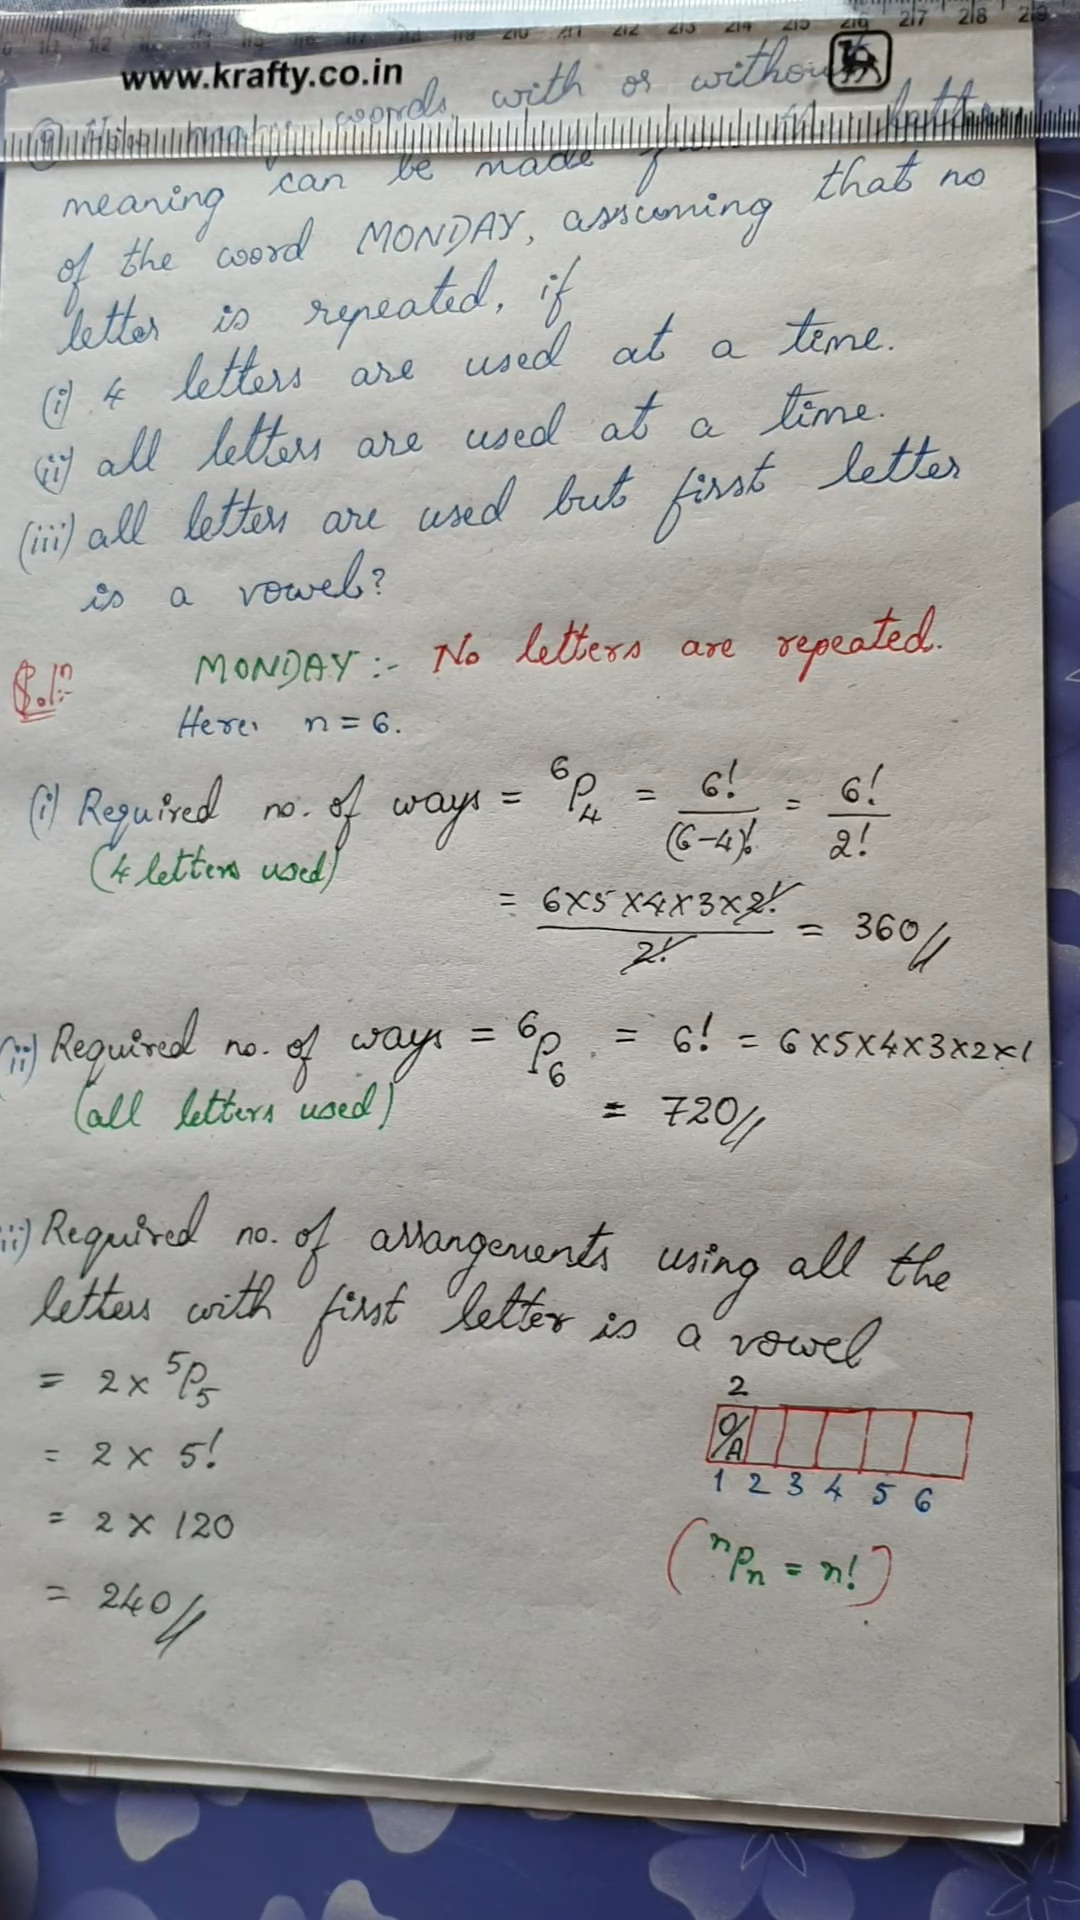 217 218 219
www.krafty.co.in
words, with or without
meaning can be made
of the word MONDAY, assuming that no
letter is repeated, if
(i) 4 letters are used at a time.
(ii) all letters are used at a time.
(iii) all letters are used but first letter
is a vowel?
Sol:-
MONDAY :- No letters are repeated.
Here, n = 6.
(i) Required no. of ways = ⁶P₄ = 6!/(6-4)! = 6!/2!
(4 letters used)
= 6×5×4×3×2!/2! = 360//
ii) Required no. of ways = ⁶P₆ = 6! = 6×5×4×3×2×1
(all letters used) = 720//
ii) Required no. of arrangements using all the
letters with first letter is a vowel
= 2 × ⁵P₅
= 2 × 5!
= 2 × 120
= 240//
2
O/A
1 2 3 4 5 6
(ⁿPₙ = n!)